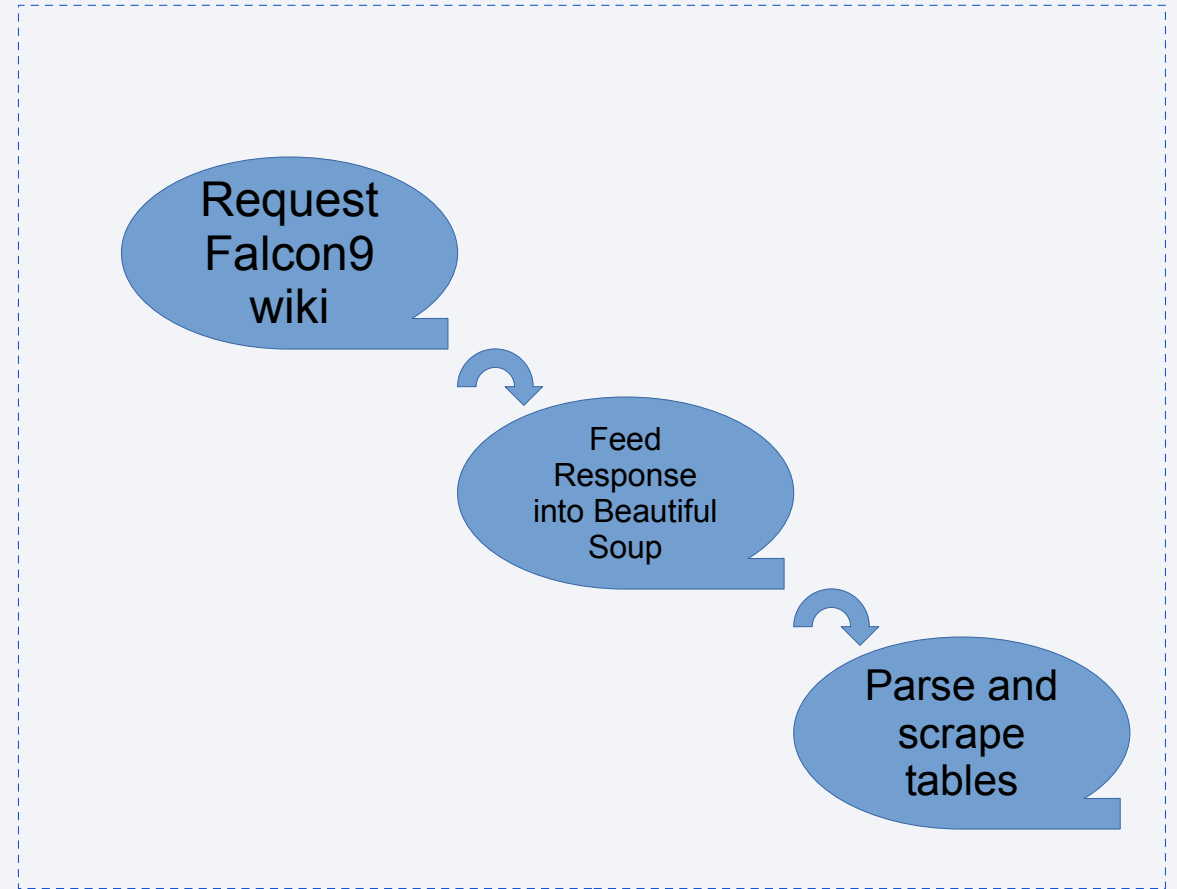 Request
Falcon9
wiki
Feed
Response
into Beautiful
Soup
Parse and
scrape
tables